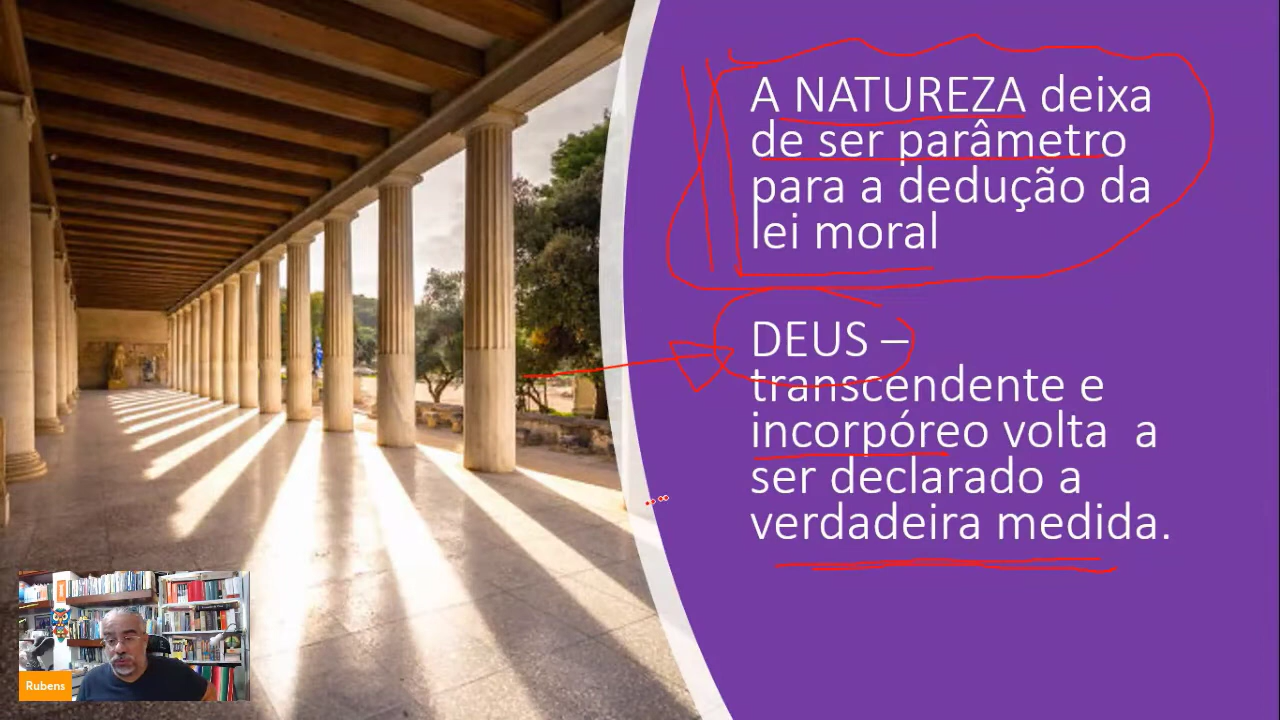 A NATUREZA deixa
de ser parâmetro
para a dedução da
lei moral
DEUS –
transcendente e
incorpóreo volta a
ser declarado a
verdadeira medida.
Rubens